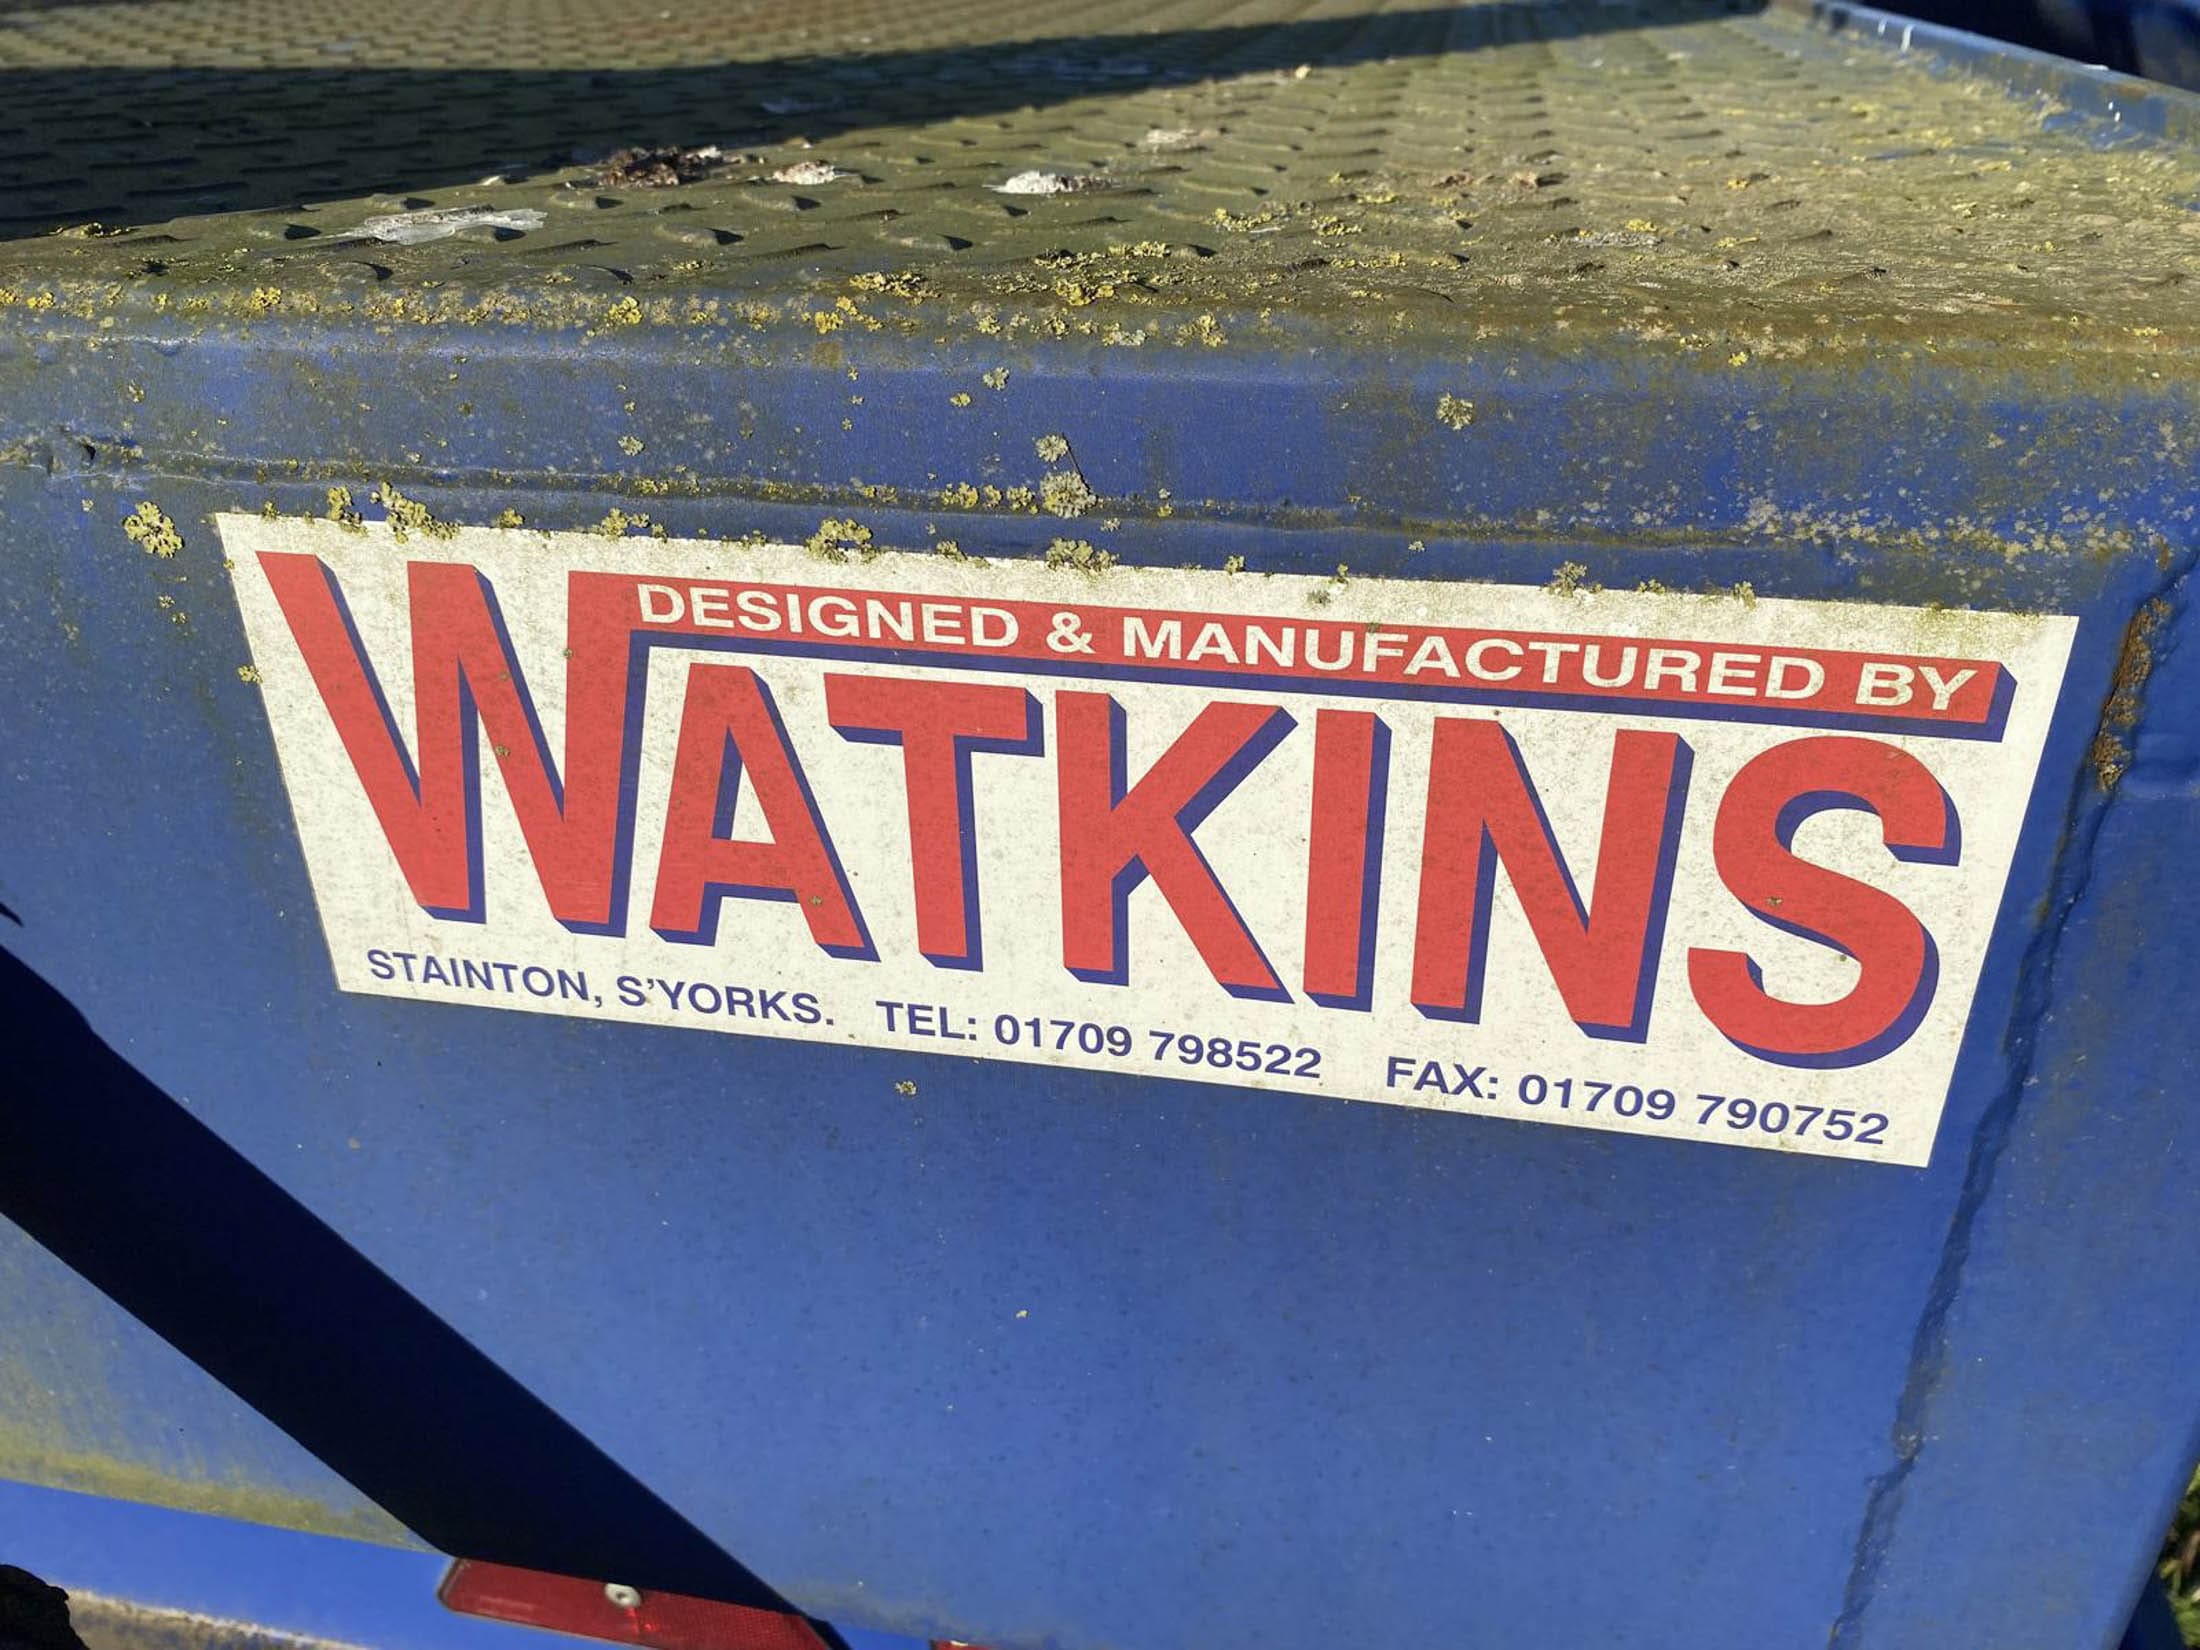 DESIGNED & MANUFACTURED BY
WATKINS
STAINTON, S'YORKS. TEL: 01709 798522 FAX: 01709 790752